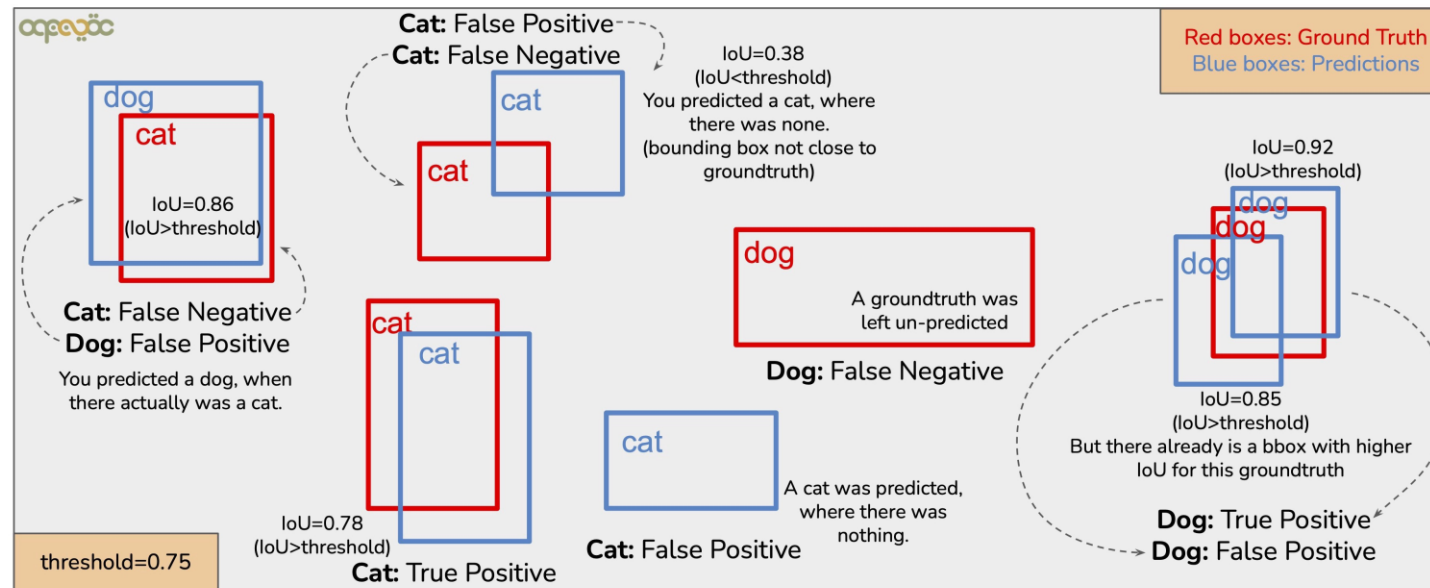 Cat: False Positive
Cat: False Negative
Red boxes: Ground Truth
Blue boxes: Predictions
dog
cat
IoU=0.86
(IoU>threshold)
Cat: False Negative
Dog: False Positive
You predicted a dog, when
there actually was a cat.
cat
cat
IoU=0.38
(IoU<threshold)
You predicted a cat, where
there was none.
(bounding box not close to
groundtruth)
cat
cat
IoU=0.78
(IoU>threshold)
Cat: True Positive
dog
A groundtruth was
left un-predicted
Dog: False Negative
cat
A cat was predicted,
where there was
nothing.
Cat: False Positive
IoU=0.92
(IoU>threshold)
dog
dog
dog
IoU=0.85
(IoU>threshold)
But there already is a bbox with higher
IoU for this groundtruth
Dog: True Positive
Dog: False Positive
threshold=0.75